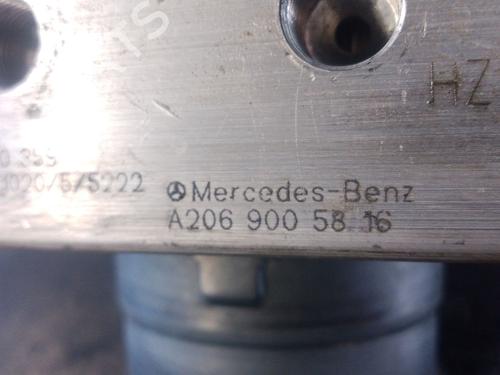 HZ
0 355
3020/5/5222
Mercedes-Benz
A206 900 58 16